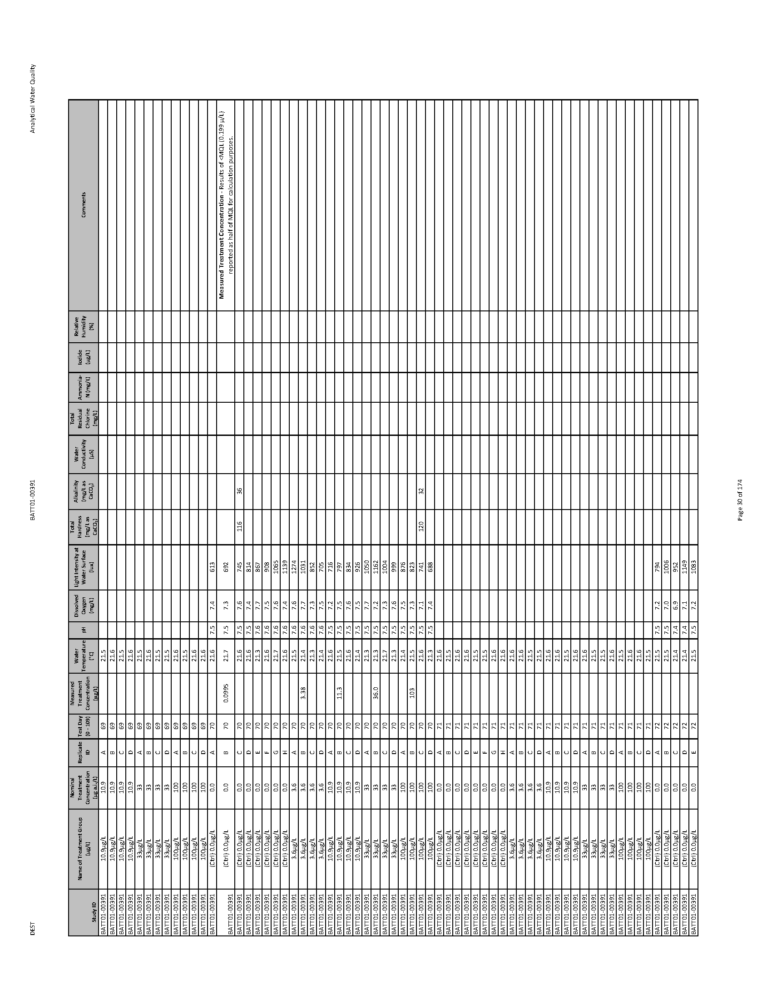 DEST BATT01-00391 Analytical Water Quality
Study ID | Name of Treatment Group (µg/L) | Nominal Treatment Concentration (µg a.i./L) | Replicate ID | Test Day (0 - 109) | Measured Treatment Concentration (µg/L) | Water Temperature (°C) | pH | Dissolved Oxygen (mg/L) | Light Intensity at Water Surface (lux) | Total Hardness (mg/L as CaCO₃) | Alkalinity (mg/L as CaCO₃) | Water Conductivity (µS) | Total Residual Chlorine (mg/L) | Ammonia-N (mg/L) | Iodide (µg/L) | Relative Humidity (%) | Comments
BATT01-00391 10.9µg/L 10.9 A 69 21.5
BATT01-00391 10.9µg/L 10.9 B 69 21.6
BATT01-00391 10.9µg/L 10.9 C 69 21.5
BATT01-00391 10.9µg/L 10.9 D 69 21.6
BATT01-00391 33µg/L 33 A 69 21.5
BATT01-00391 33µg/L 33 B 69 21.6
BATT01-00391 33µg/L 33 C 69 21.5
BATT01-00391 33µg/L 33 D 69 21.5
BATT01-00391 100µg/L 100 A 69 21.6
BATT01-00391 100µg/L 100 B 69 21.5
BATT01-00391 100µg/L 100 C 69 21.6
BATT01-00391 100µg/L 100 D 69 21.6
BATT01-00391 (Ctrl) 0.0µg/L 0.0 A 70 21.6 7.5 7.4 613
BATT01-00391 (Ctrl) 0.0µg/L 0.0 B 70 0.0995 21.7 7.5 7.3 692 Measured Treatment Concentration - Results of <MQL (0.199 µ/L)
reported as half of MQL for calculation purposes.
BATT01-00391 (Ctrl) 0.0µg/L 0.0 C 70 21.6 7.5 7.6 745 116 36
BATT01-00391 (Ctrl) 0.0µg/L 0.0 D 70 21.6 7.5 7.4 814
BATT01-00391 (Ctrl) 0.0µg/L 0.0 E 70 21.3 7.6 7.7 867
BATT01-00391 (Ctrl) 0.0µg/L 0.0 F 70 21.6 7.6 7.5 908
BATT01-00391 (Ctrl) 0.0µg/L 0.0 G 70 21.7 7.6 7.6 1065
BATT01-00391 (Ctrl) 0.0µg/L 0.0 H 70 21.6 7.6 7.4 1139
BATT01-00391 3.6µg/L 3.6 A 70 21.5 7.6 7.6 1274
BATT01-00391 3.6µg/L 3.6 B 70 3.38 21.4 7.6 7.7 1031
BATT01-00391 3.6µg/L 3.6 C 70 21.3 7.6 7.3 852
BATT01-00391 3.6µg/L 3.6 D 70 21.4 7.6 7.5 705
BATT01-00391 10.9µg/L 10.9 A 70 21.6 7.5 7.2 716
BATT01-00391 10.9µg/L 10.9 B 70 11.3 21.5 7.5 7.5 797
BATT01-00391 10.9µg/L 10.9 C 70 21.6 7.5 7.6 834
BATT01-00391 10.9µg/L 10.9 D 70 21.4 7.5 7.5 926
BATT01-00391 33µg/L 33 A 70 21.3 7.5 7.7 1050
BATT01-00391 33µg/L 33 B 70 36.0 21.3 7.5 7.2 1162
BATT01-00391 33µg/L 33 C 70 21.7 7.5 7.3 1004
BATT01-00391 33µg/L 33 D 70 21.3 7.5 7.6 999
BATT01-00391 100µg/L 100 A 70 21.4 7.5 7.5 876
BATT01-00391 100µg/L 100 B 70 103 21.5 7.5 7.3 823
BATT01-00391 100µg/L 100 C 70 21.6 7.5 7.1 741 120 32
BATT01-00391 100µg/L 100 D 70 21.3 7.5 7.4 688
BATT01-00391 (Ctrl) 0.0µg/L 0.0 A 71 21.6
BATT01-00391 (Ctrl) 0.0µg/L 0.0 B 71 21.5
BATT01-00391 (Ctrl) 0.0µg/L 0.0 C 71 21.6
BATT01-00391 (Ctrl) 0.0µg/L 0.0 D 71 21.6
BATT01-00391 (Ctrl) 0.0µg/L 0.0 E 71 21.5
BATT01-00391 (Ctrl) 0.0µg/L 0.0 F 71 21.5
BATT01-00391 (Ctrl) 0.0µg/L 0.0 G 71 21.6
BATT01-00391 (Ctrl) 0.0µg/L 0.0 H 71 21.6
BATT01-00391 3.6µg/L 3.6 A 71 21.6
BATT01-00391 3.6µg/L 3.6 B 71 21.6
BATT01-00391 3.6µg/L 3.6 C 71 21.5
BATT01-00391 3.6µg/L 3.6 D 71 21.5
BATT01-00391 10.9µg/L 10.9 A 71 21.6
BATT01-00391 10.9µg/L 10.9 B 71 21.6
BATT01-00391 10.9µg/L 10.9 C 71 21.5
BATT01-00391 10.9µg/L 10.9 D 71 21.6
BATT01-00391 33µg/L 33 A 71 21.6
BATT01-00391 33µg/L 33 B 71 21.5
BATT01-00391 33µg/L 33 C 71 21.5
BATT01-00391 33µg/L 33 D 71 21.6
BATT01-00391 100µg/L 100 A 71 21.5
BATT01-00391 100µg/L 100 B 71 21.6
BATT01-00391 100µg/L 100 C 71 21.6
BATT01-00391 100µg/L 100 D 71 21.5
BATT01-00391 (Ctrl) 0.0µg/L 0.0 A 72 21.5 7.5 7.2 794
BATT01-00391 (Ctrl) 0.0µg/L 0.0 B 72 21.5 7.5 7.0 1006
BATT01-00391 (Ctrl) 0.0µg/L 0.0 C 72 21.4 7.4 6.9 952
BATT01-00391 (Ctrl) 0.0µg/L 0.0 D 72 21.4 7.4 7.1 1149
BATT01-00391 (Ctrl) 0.0µg/L 0.0 E 72 21.5 7.5 7.2 1083
Page 30 of 174